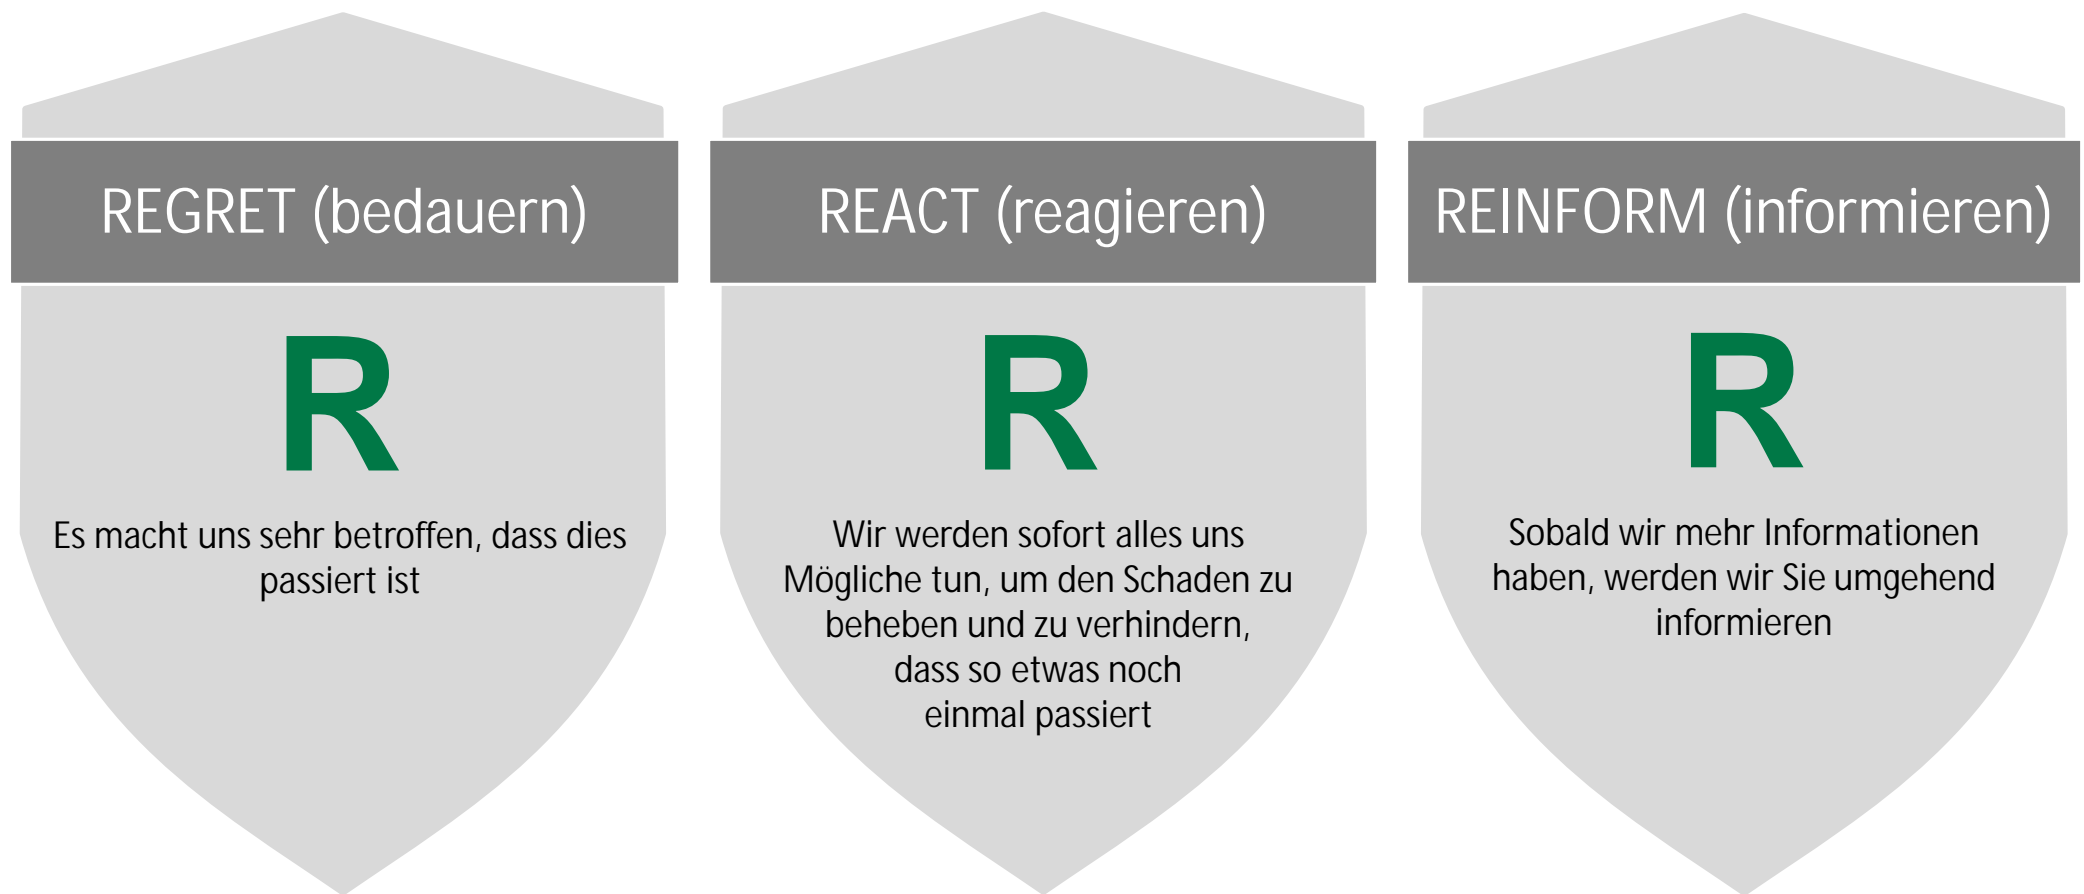 REGRET (bedauern)
R
Es macht uns sehr betroffen, dass dies
passiert ist
REACT (reagieren)
R
Wir werden sofort alles uns
Mögliche tun, um den Schaden zu
beheben und zu verhindern,
dass so etwas noch
einmal passiert
REINFORM (informieren)
R
Sobald wir mehr Informationen
haben, werden wir Sie umgehend
informieren